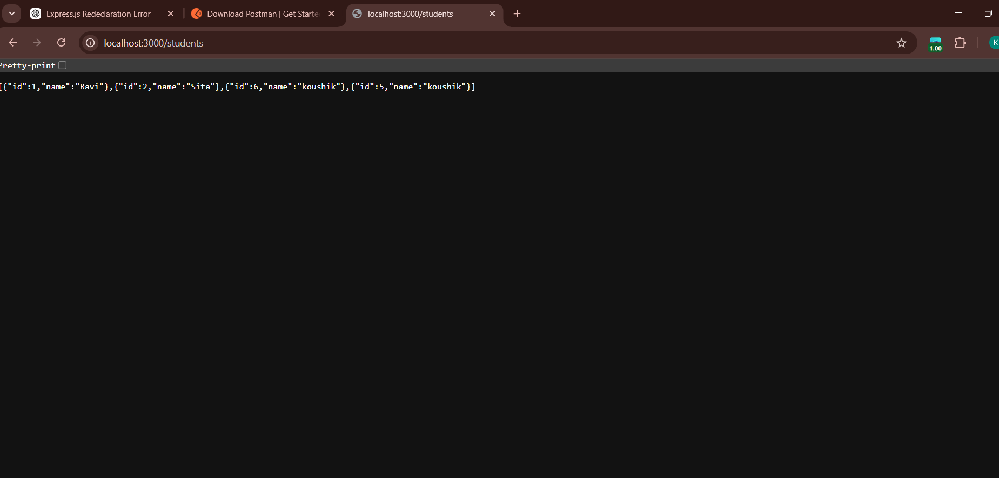 Express.js Redeclaration Error
Download Postman | Get Starte
localhost:3000/students
localhost:3000/students
1.00
K
Pretty-print
[{"id":1,"name":"Ravi"},{"id":2,"name":"Sita"},{"id":6,"name":"koushik"},{"id":5,"name":"koushik"}]